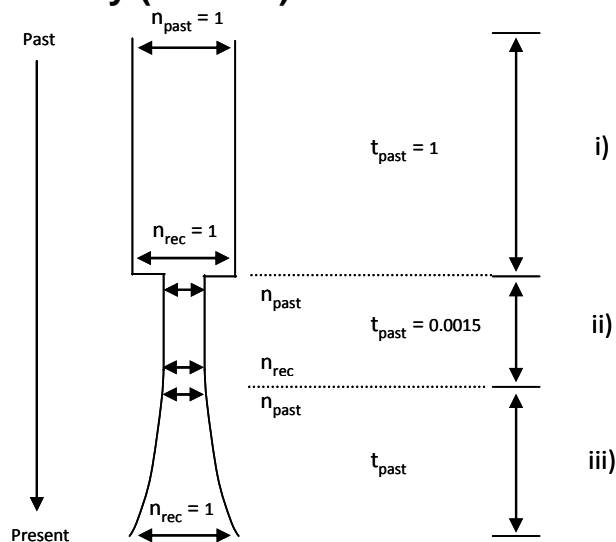 n_past = 1
Past
t_past = 1
i)
n_rec = 1
n_past
t_past = 0.0015
ii)
n_rec
n_past
t_past
iii)
n_rec = 1
Present